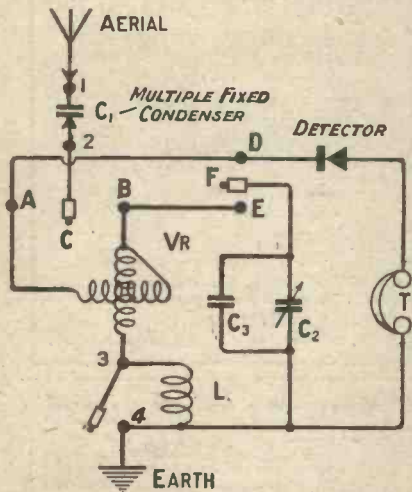 AERIAL
1
C1 MULTIPLE FIXED
CONDENSER
2
DETECTOR
D
F
A
B
E
C
VR
C3
C2
T
3
L
4
EARTH